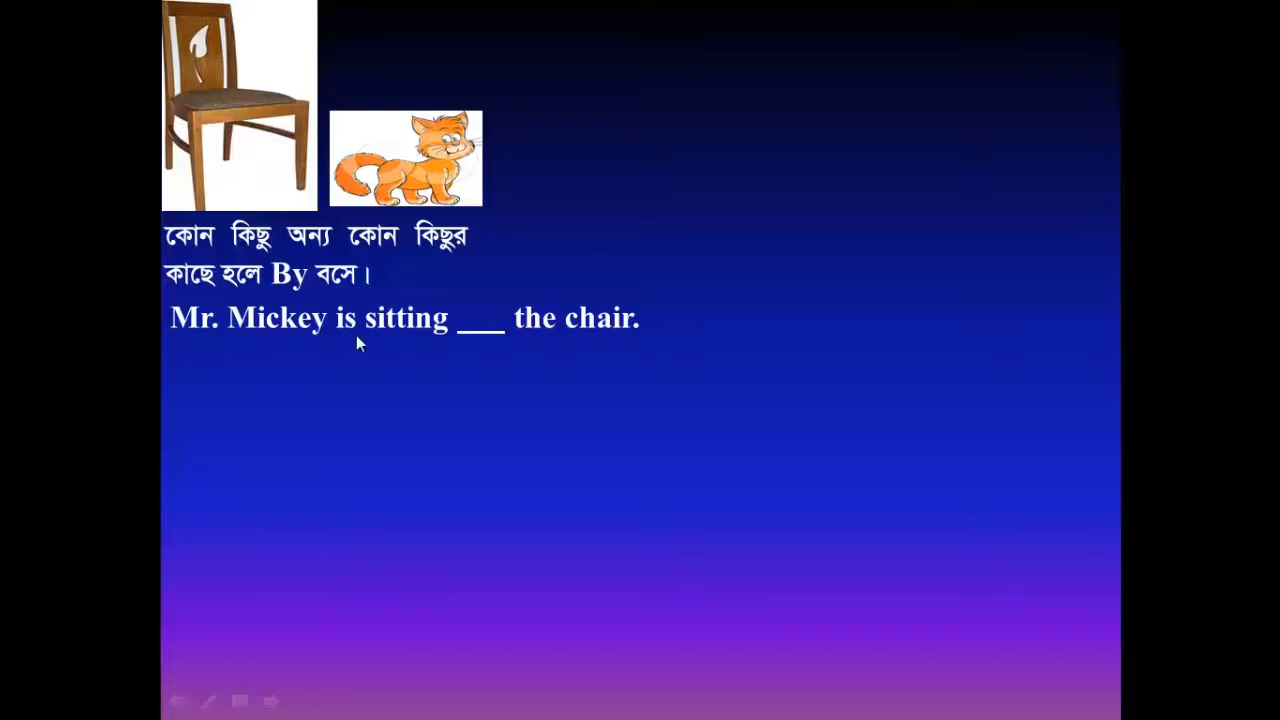 কোন কিছু অন্য কোন কিছুর
কাছে হলে By বসে।
Mr. Mickey is sitting ___ the chair.